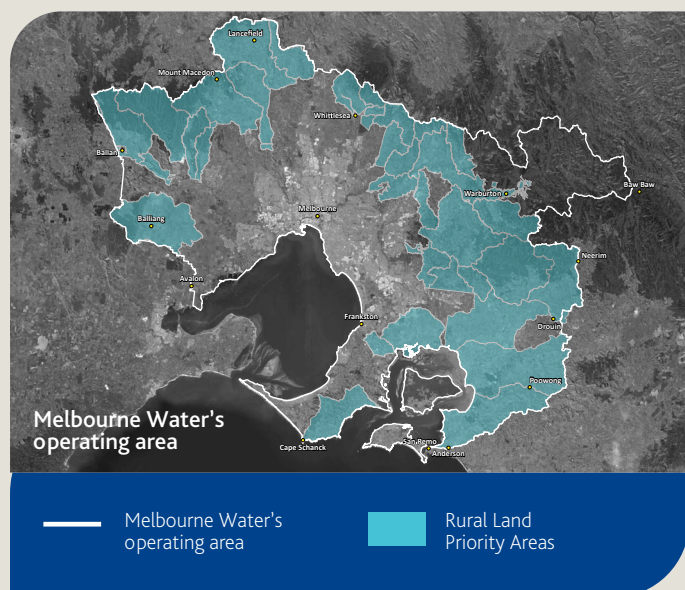 Lancefield
Mount Macedon
Whittlesea
Ballan
Warburton
Baw Baw
Melbourne
Balliang
Neerim
Avalon
Frankston
Drouin
Poowong
Melbourne Water's
operating area
San Remo
Cape Schanck
Anderson
Melbourne Water's
operating area
Rural Land
Priority Areas